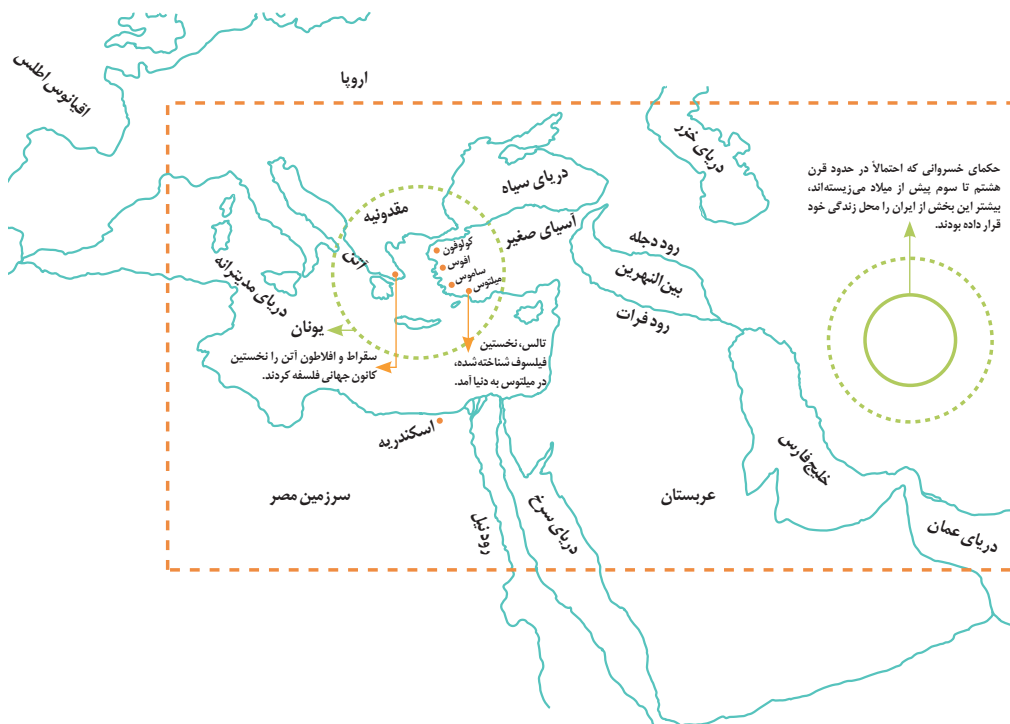 اروپا
اقیانوس اطلس
دریای خزر
حکمای خسروانی که احتمالاً در حدود قرن
هشتم تا سوم پیش از میلاد می‌زیسته‌اند،
بیشتر این بخش از ایران را محل زندگی خود
قرار داده بودند.
دریای سیاه
مقدونیه
آسیای صغیر
کولوفون
افوس
ساموس
میلتوس
آتن
رود دجله
بین‌النهرین
رود فرات
دریای مدیترانه
یونان
سقراط و افلاطون آتن را نخستین
کانون جهانی فلسفه کردند.
تالس، نخستین
فیلسوف شناخته‌شده،
در میلتوس به دنیا آمد.
اسکندریه
خلیج فارس
سرزمین مصر
عربستان
رود نیل
دریای سرخ
دریای عمان